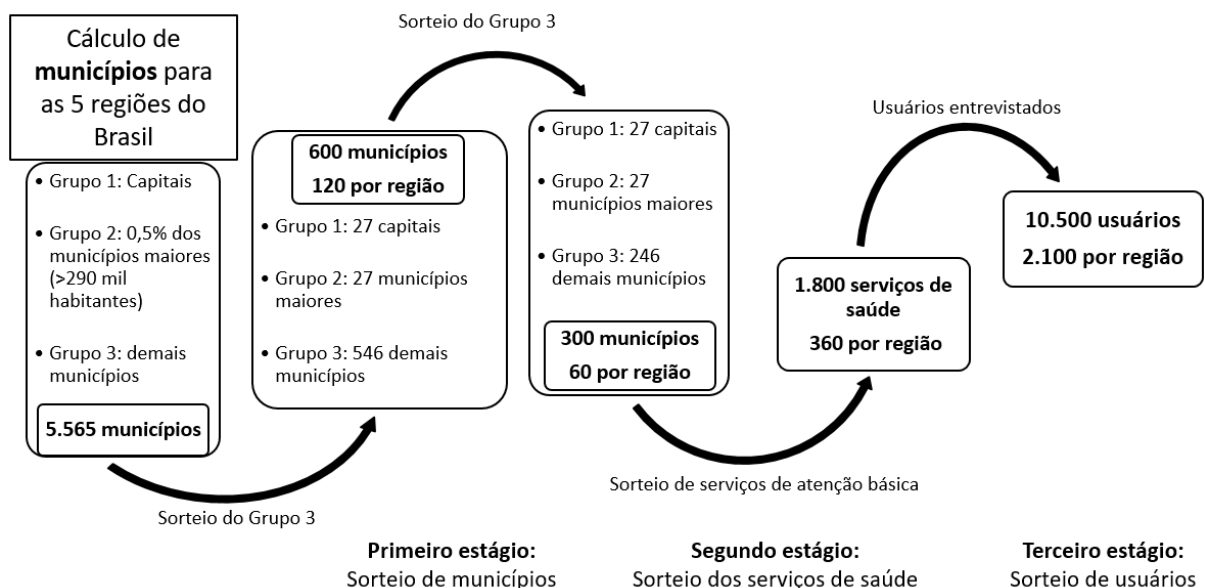 Cálculo de
municípios para
as 5 regiões do
Brasil
• Grupo 1: Capitais
• Grupo 2: 0,5% dos
municípios maiores
(>290 mil
habitantes)
• Grupo 3: demais
municípios
5.565 municípios
Sorteio do Grupo 3
600 municípios
120 por região
• Grupo 1: 27 capitais
• Grupo 2: 27 municípios
maiores
• Grupo 3: 546 demais
municípios
Sorteio do Grupo 3
• Grupo 1: 27 capitais
• Grupo 2: 27
municípios maiores
• Grupo 3: 246
demais municípios
300 municípios
60 por região
Sorteio de serviços de atenção básica
1.800 serviços de
saúde
360 por região
Usuários entrevistados
10.500 usuários
2.100 por região
Primeiro estágio:
Sorteio de municípios
Segundo estágio:
Sorteio dos serviços de saúde
Terceiro estágio:
Sorteio de usuários